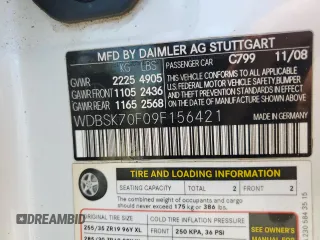 MFD BY DAIMLER AG STUTTGART
PASSENGER CAR C799 11/08
KG LBS
GVWR 2225 4905
GAWR FRONT 1105 2436
GAWR REAR 1165 2568
THIS VEHICLE CONFORMS TO ALL APPLICABLE
U.S. FEDERAL MOTOR VEHICLE SAFETY, BUMPER
AND THEFT PREVENTION STANDARDS IN EFFECT
ON THE DATE OF MANUFACTURE SHOWN ABOVE.
WDBSK70F09F156421
TIRE AND LOADING INFORMATION
SEATING CAPACITY TOTAL 2 FRONT 2
The combined weight of occupants and cargo
should never exceed 175 kg or 386 lbs.
ORIGINAL TIRE SIZE COLD TIRE INFLATION PRESSURE
255/35 ZR19 96Y XL FRONT 250 KPA, 36 PSI
SEE OWNER'S
MANUAL FOR